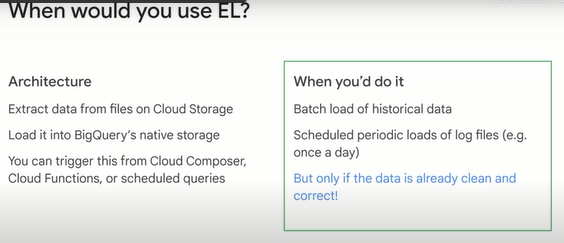 When would you use EL?
Architecture
Extract data from files on Cloud Storage
Load it into BigQuery's native storage
You can trigger this from Cloud Composer,
Cloud Functions, or scheduled queries
When you'd do it
Batch load of historical data
Scheduled periodic loads of log files (e.g.
once a day)
But only if the data is already clean and
correct!